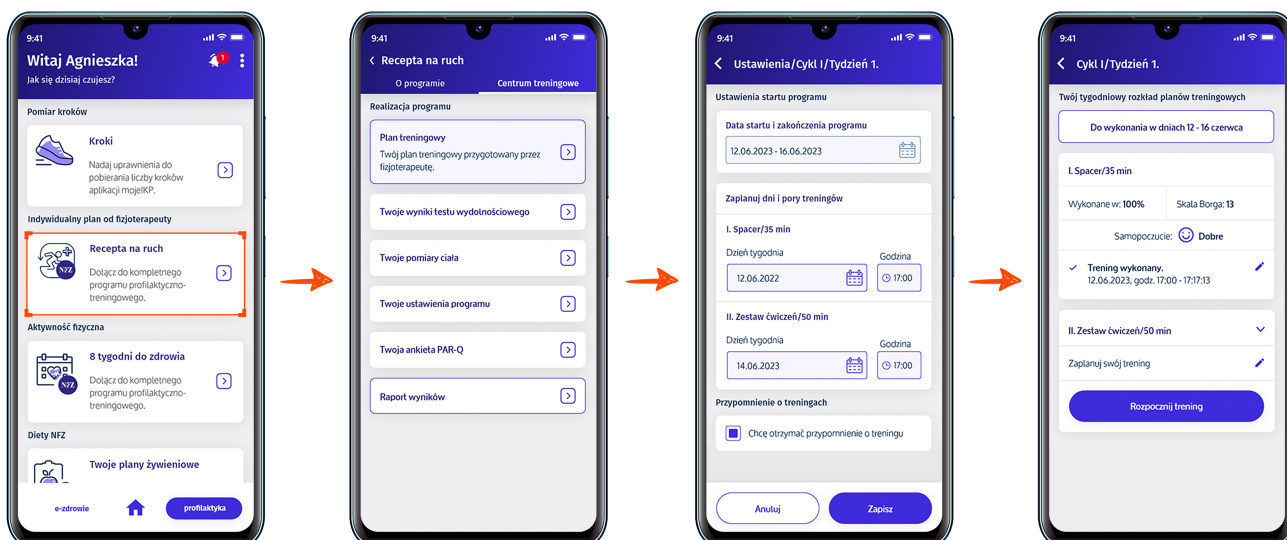 9:41
Witaj Agnieszka!
1
Jak się dzisiaj czujesz?
Pomiar kroków
Kroki
Nadaj uprawnienia do
pobierania liczby kroków
aplikacji mojeIKP.
Indywidualny plan od fizjoterapeuty
Recepta na ruch
NFZ
Dołącz do kompletnego
programu profilaktyczno-
treningowego.
Aktywność fizyczna
8 tygodni do zdrowia
NFZ
Dołącz do kompletnego
programu profilaktyczno-
treningowego.
Diety NFZ
Twoje plany żywieniowe
e-zdrowie
profilaktyka
9:41
Recepta na ruch
O programie
Centrum treningowe
Realizacja programu
Plan treningowy
Twój plan treningowy przygotowany przez
fizjoterapeutę.
Twoje wyniki testu wydolnościowego
Twoje pomiary ciała
Twoje ustawienia programu
Twoja ankieta PAR-Q
Raport wyników
9:41
Ustawienia/Cykl I/Tydzień 1.
Ustawienia startu programu
Data startu i zakończenia programu
12.06.2023 - 16.06.2023
Zaplanuj dni i pory treningów
I. Spacer/35 min
Dzień tygodnia
Godzina
12.06.2022
17:00
II. Zestaw ćwiczeń/50 min
Dzień tygodnia
Godzina
14.06.2023
17:00
Przypomnienie o treningach
Chcę otrzymać przypomnienie o treningu
Anuluj
Zapisz
9:41
Cykl I/Tydzień 1.
Twój tygodniowy rozkład planów treningowych
Do wykonania w dniach 12 - 16 czerwca
I. Spacer/35 min
Wykonane w: 100%
Skala Borga: 13
Samopoczucie: Dobre
Trening wykonany.
12.06.2023, godz. 17:00 - 17:17:13
II. Zestaw ćwiczeń/50 min
Zaplanuj swój trening
Rozpocznij trening